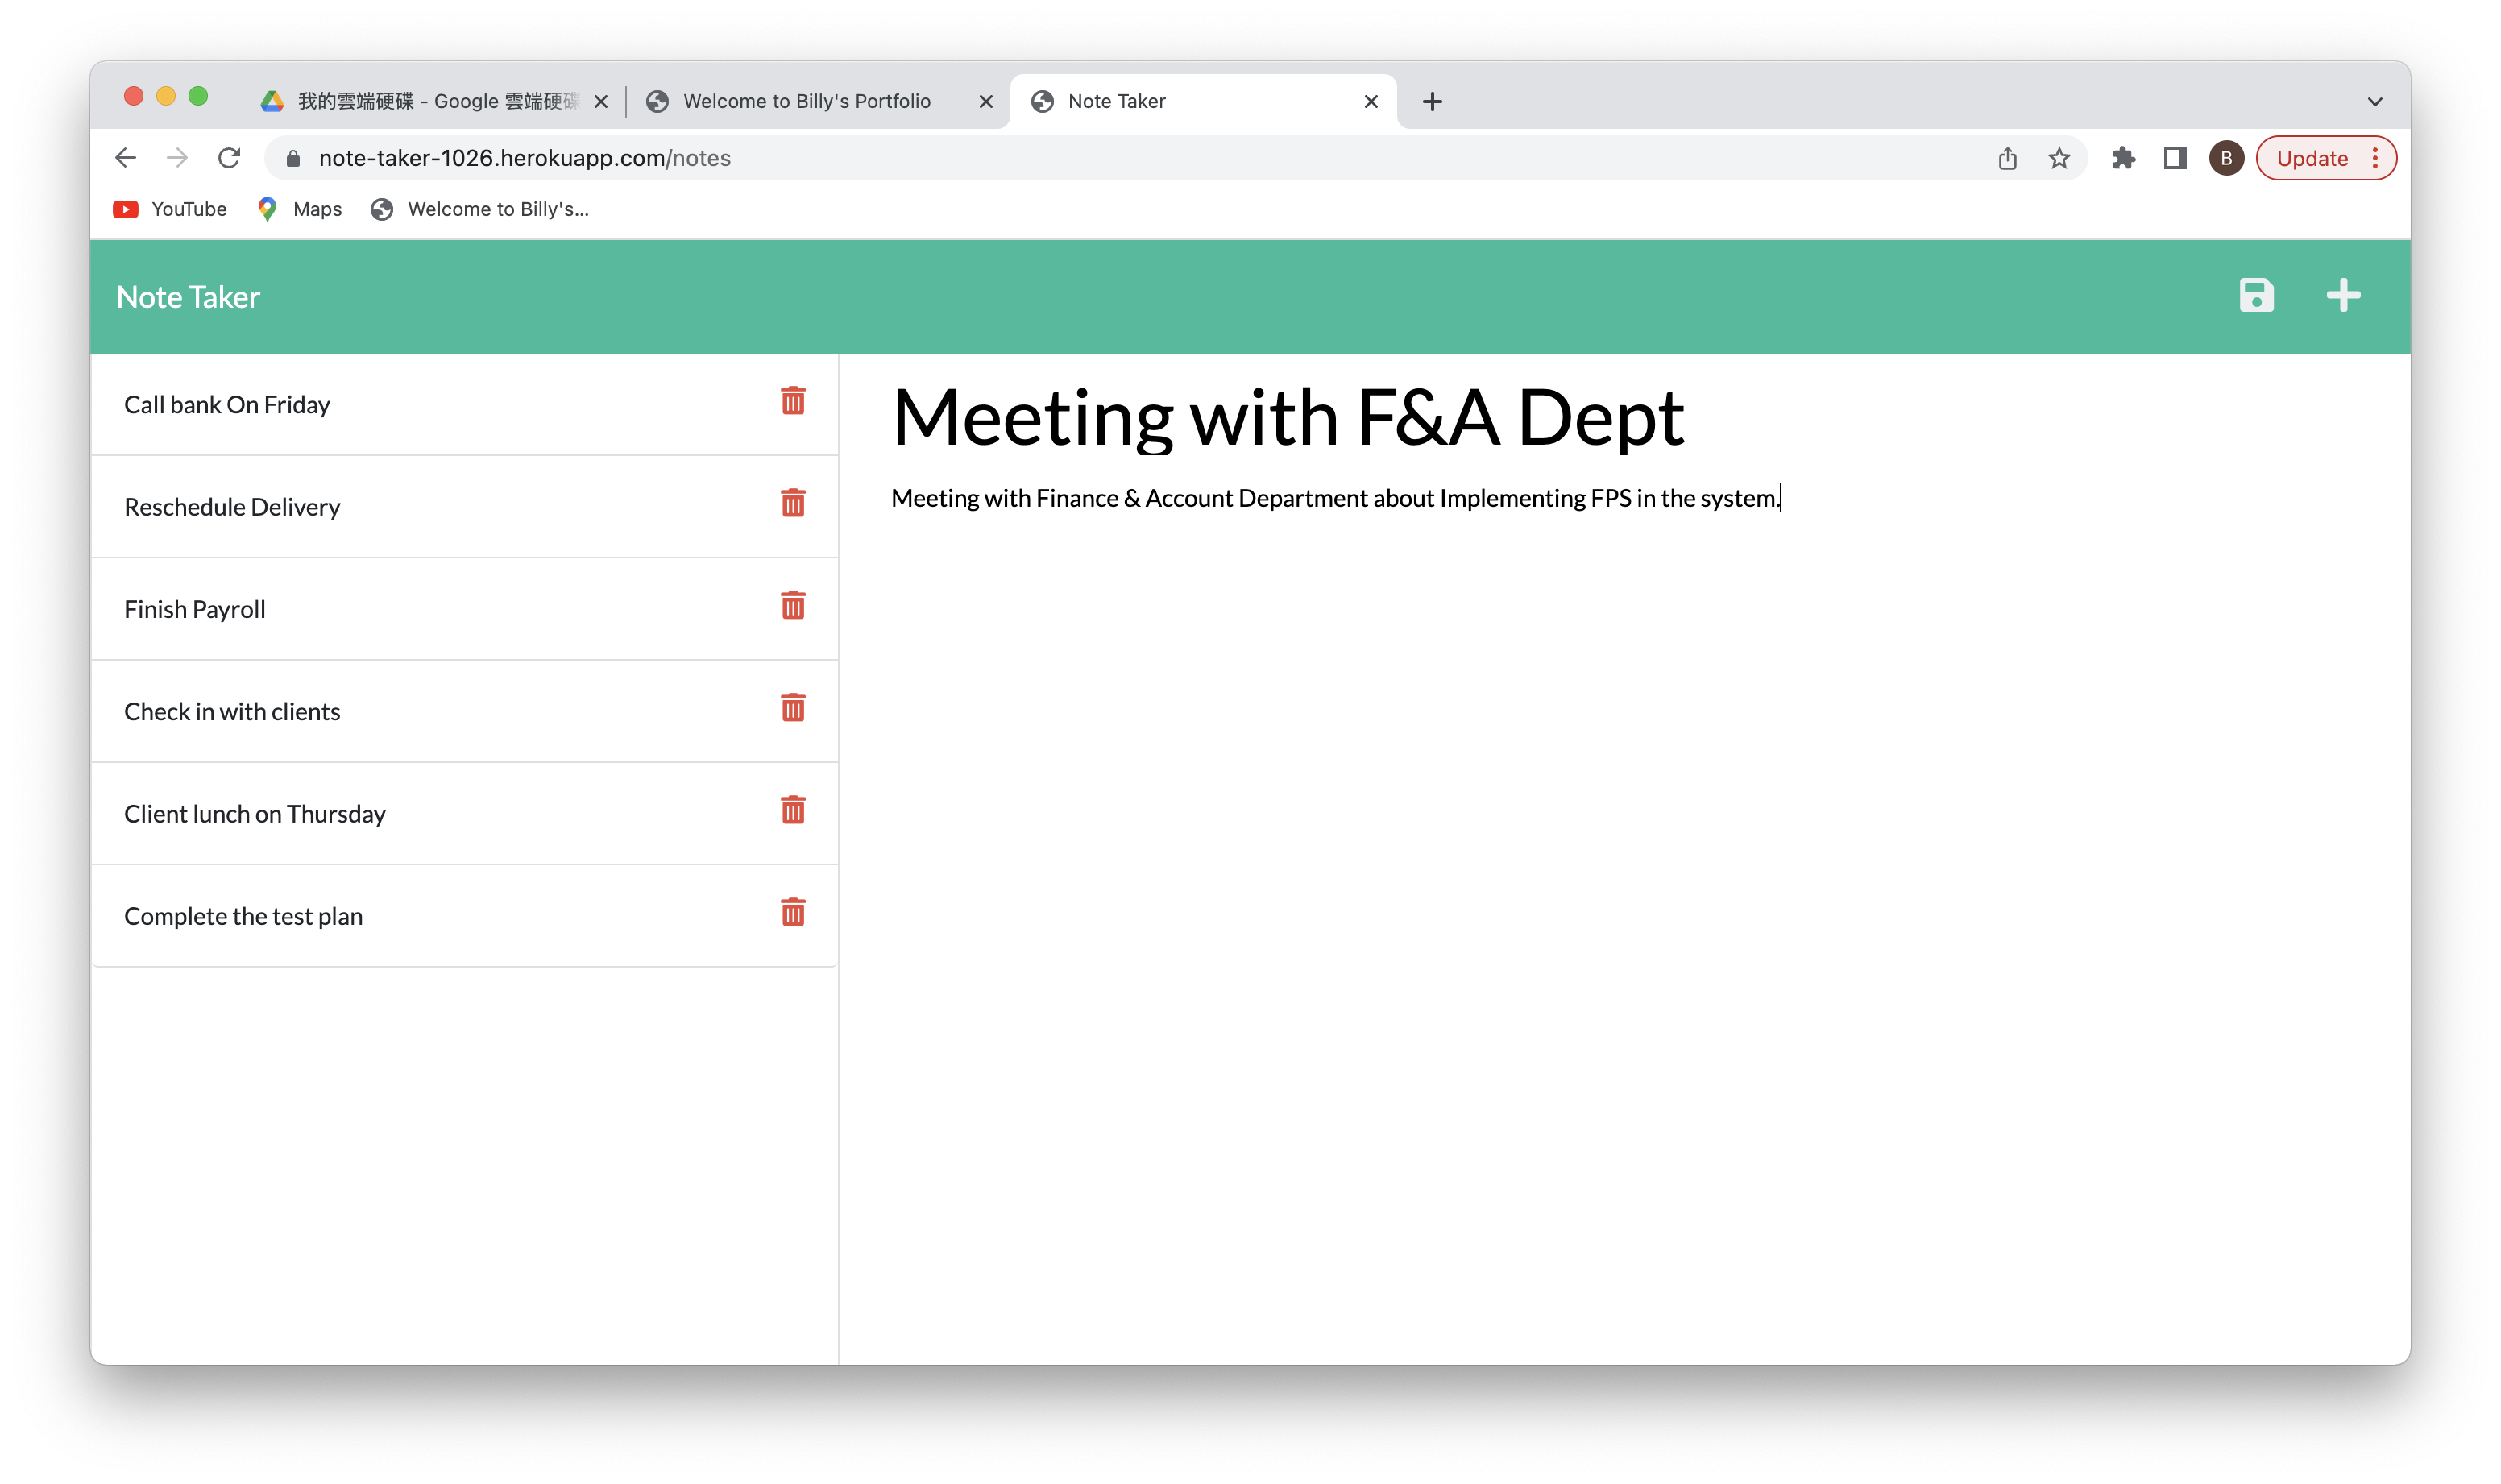 我的雲端硬碟 - Google 雲端硬碟
Welcome to Billy's Portfolio
Note Taker
note-taker-1026.herokuapp.com/notes
B
Update
YouTube
Maps
Welcome to Billy's...
Note Taker
Call bank On Friday
Reschedule Delivery
Finish Payroll
Check in with clients
Client lunch on Thursday
Complete the test plan
Meeting with F&A Dept
Meeting with Finance & Account Department about Implementing FPS in the system.